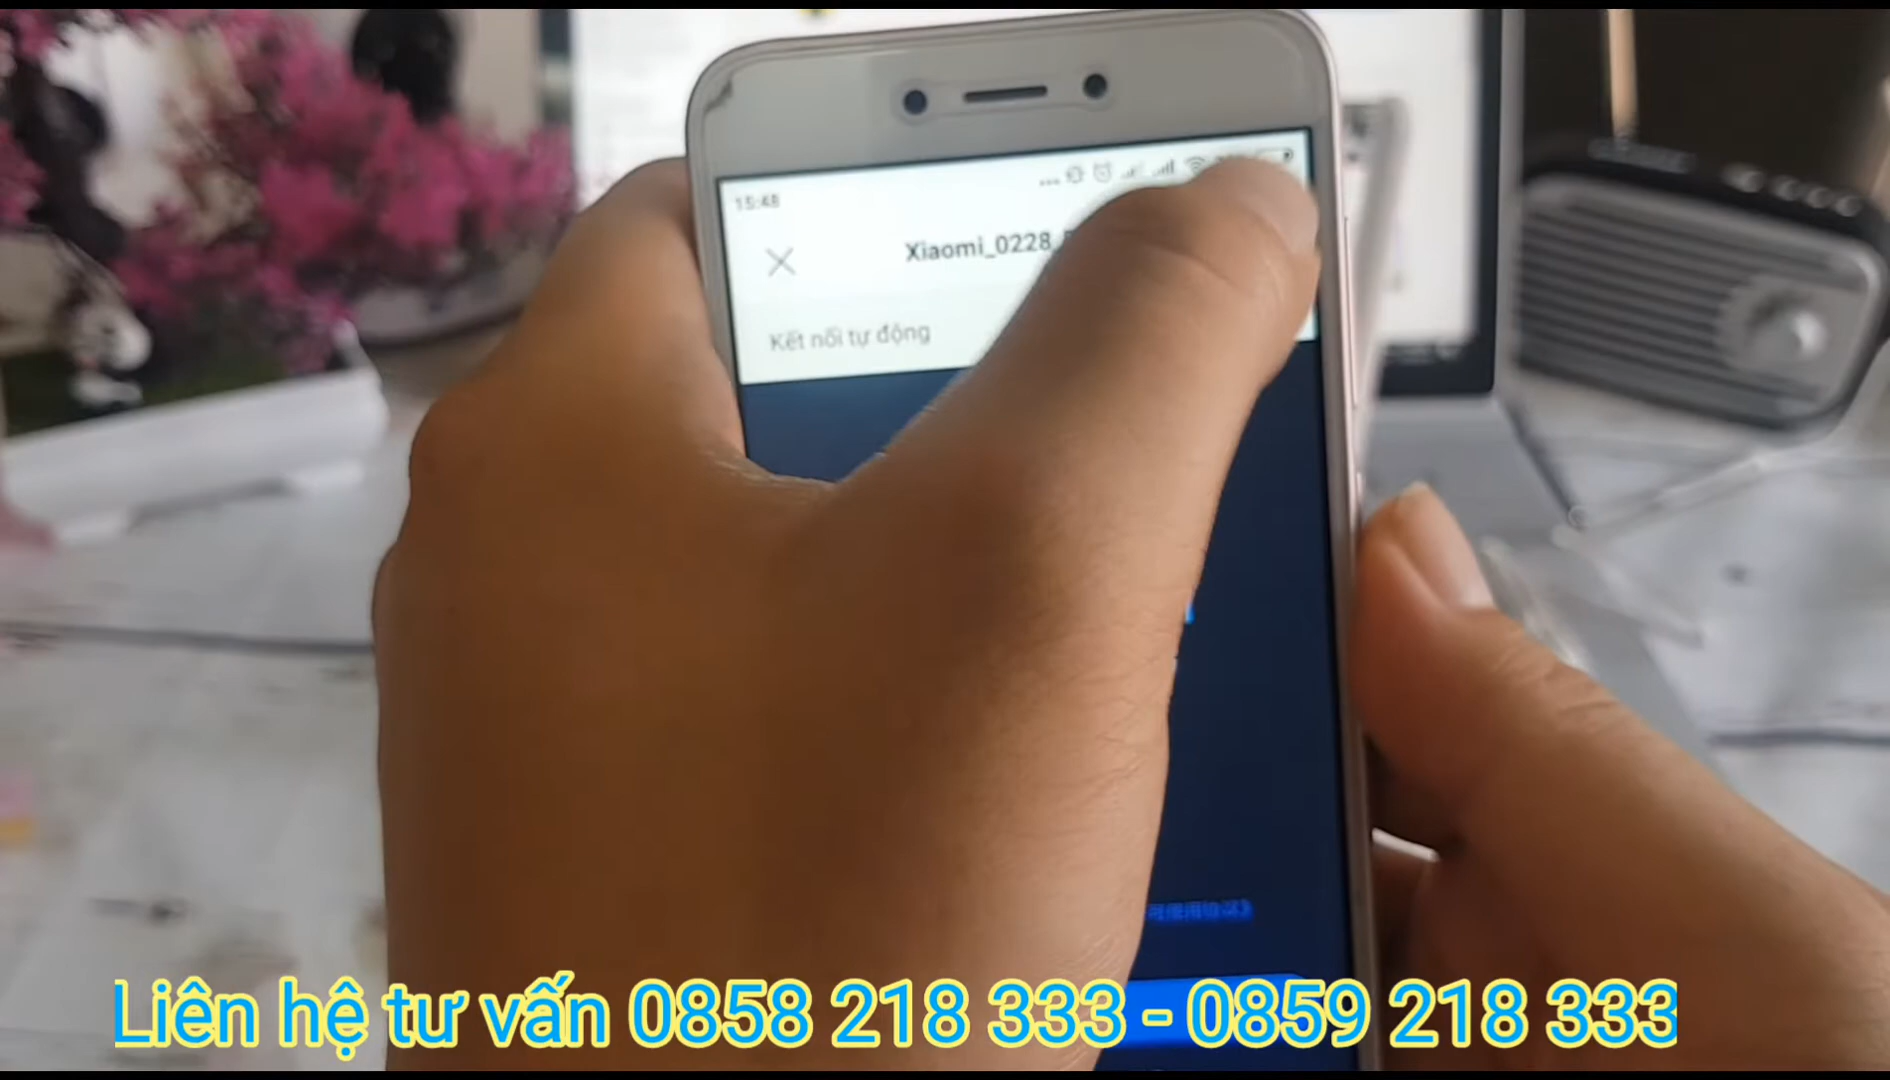 15:48
Xiaomi_0228
Kết nối tự động
Liên hệ tư vấn 0858 218 333 - 0859 218 333